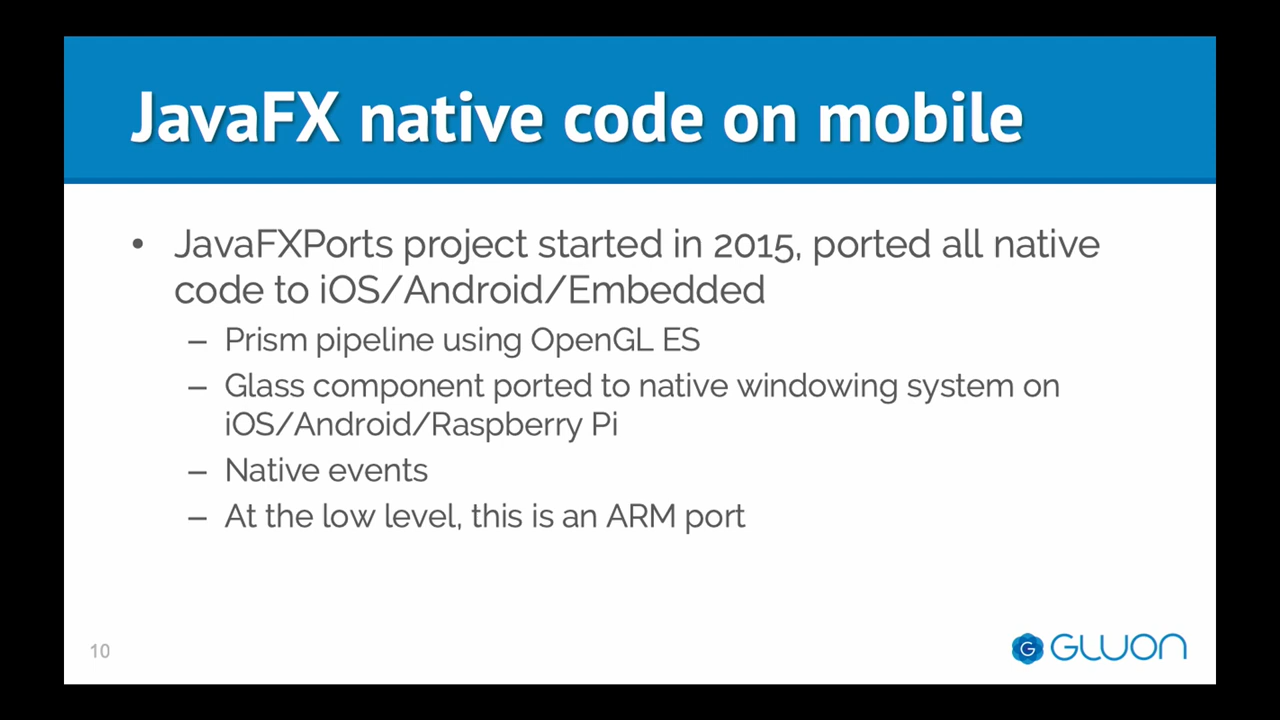 JavaFX native code on mobile
• JavaFXPorts project started in 2015, ported all native
code to iOS/Android/Embedded
– Prism pipeline using OpenGL ES
– Glass component ported to native windowing system on
iOS/Android/Raspberry Pi
– Native events
– At the low level, this is an ARM port
10
G GLUON